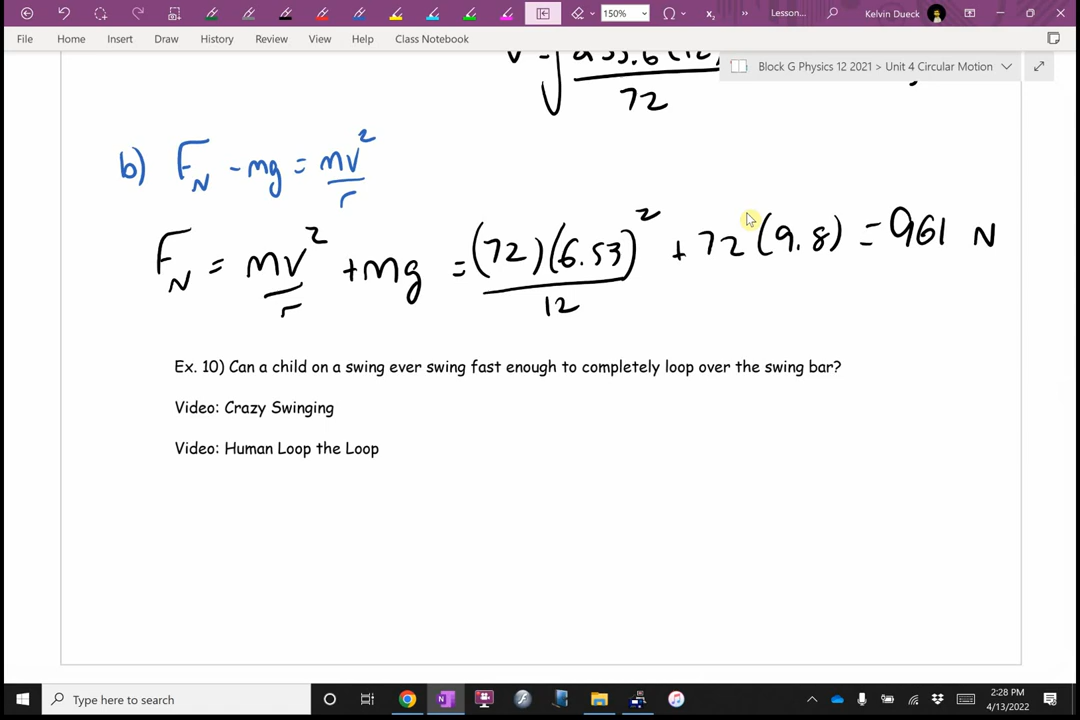 150% Lesson... Kelvin Dueck
File Home Insert Draw History Review View Help Class Notebook
Block G Physics 12 2021 > Unit 4 Circular Motion
72
b) F_N - mg = mv²/r
F_N = mv²/r + mg = (72)(6.53)²/12 + 72(9.8) = 961 N
Ex. 10) Can a child on a swing ever swing fast enough to completely loop over the swing bar?
Video: Crazy Swinging
Video: Human Loop the Loop
Type here to search
2:28 PM
4/13/2022